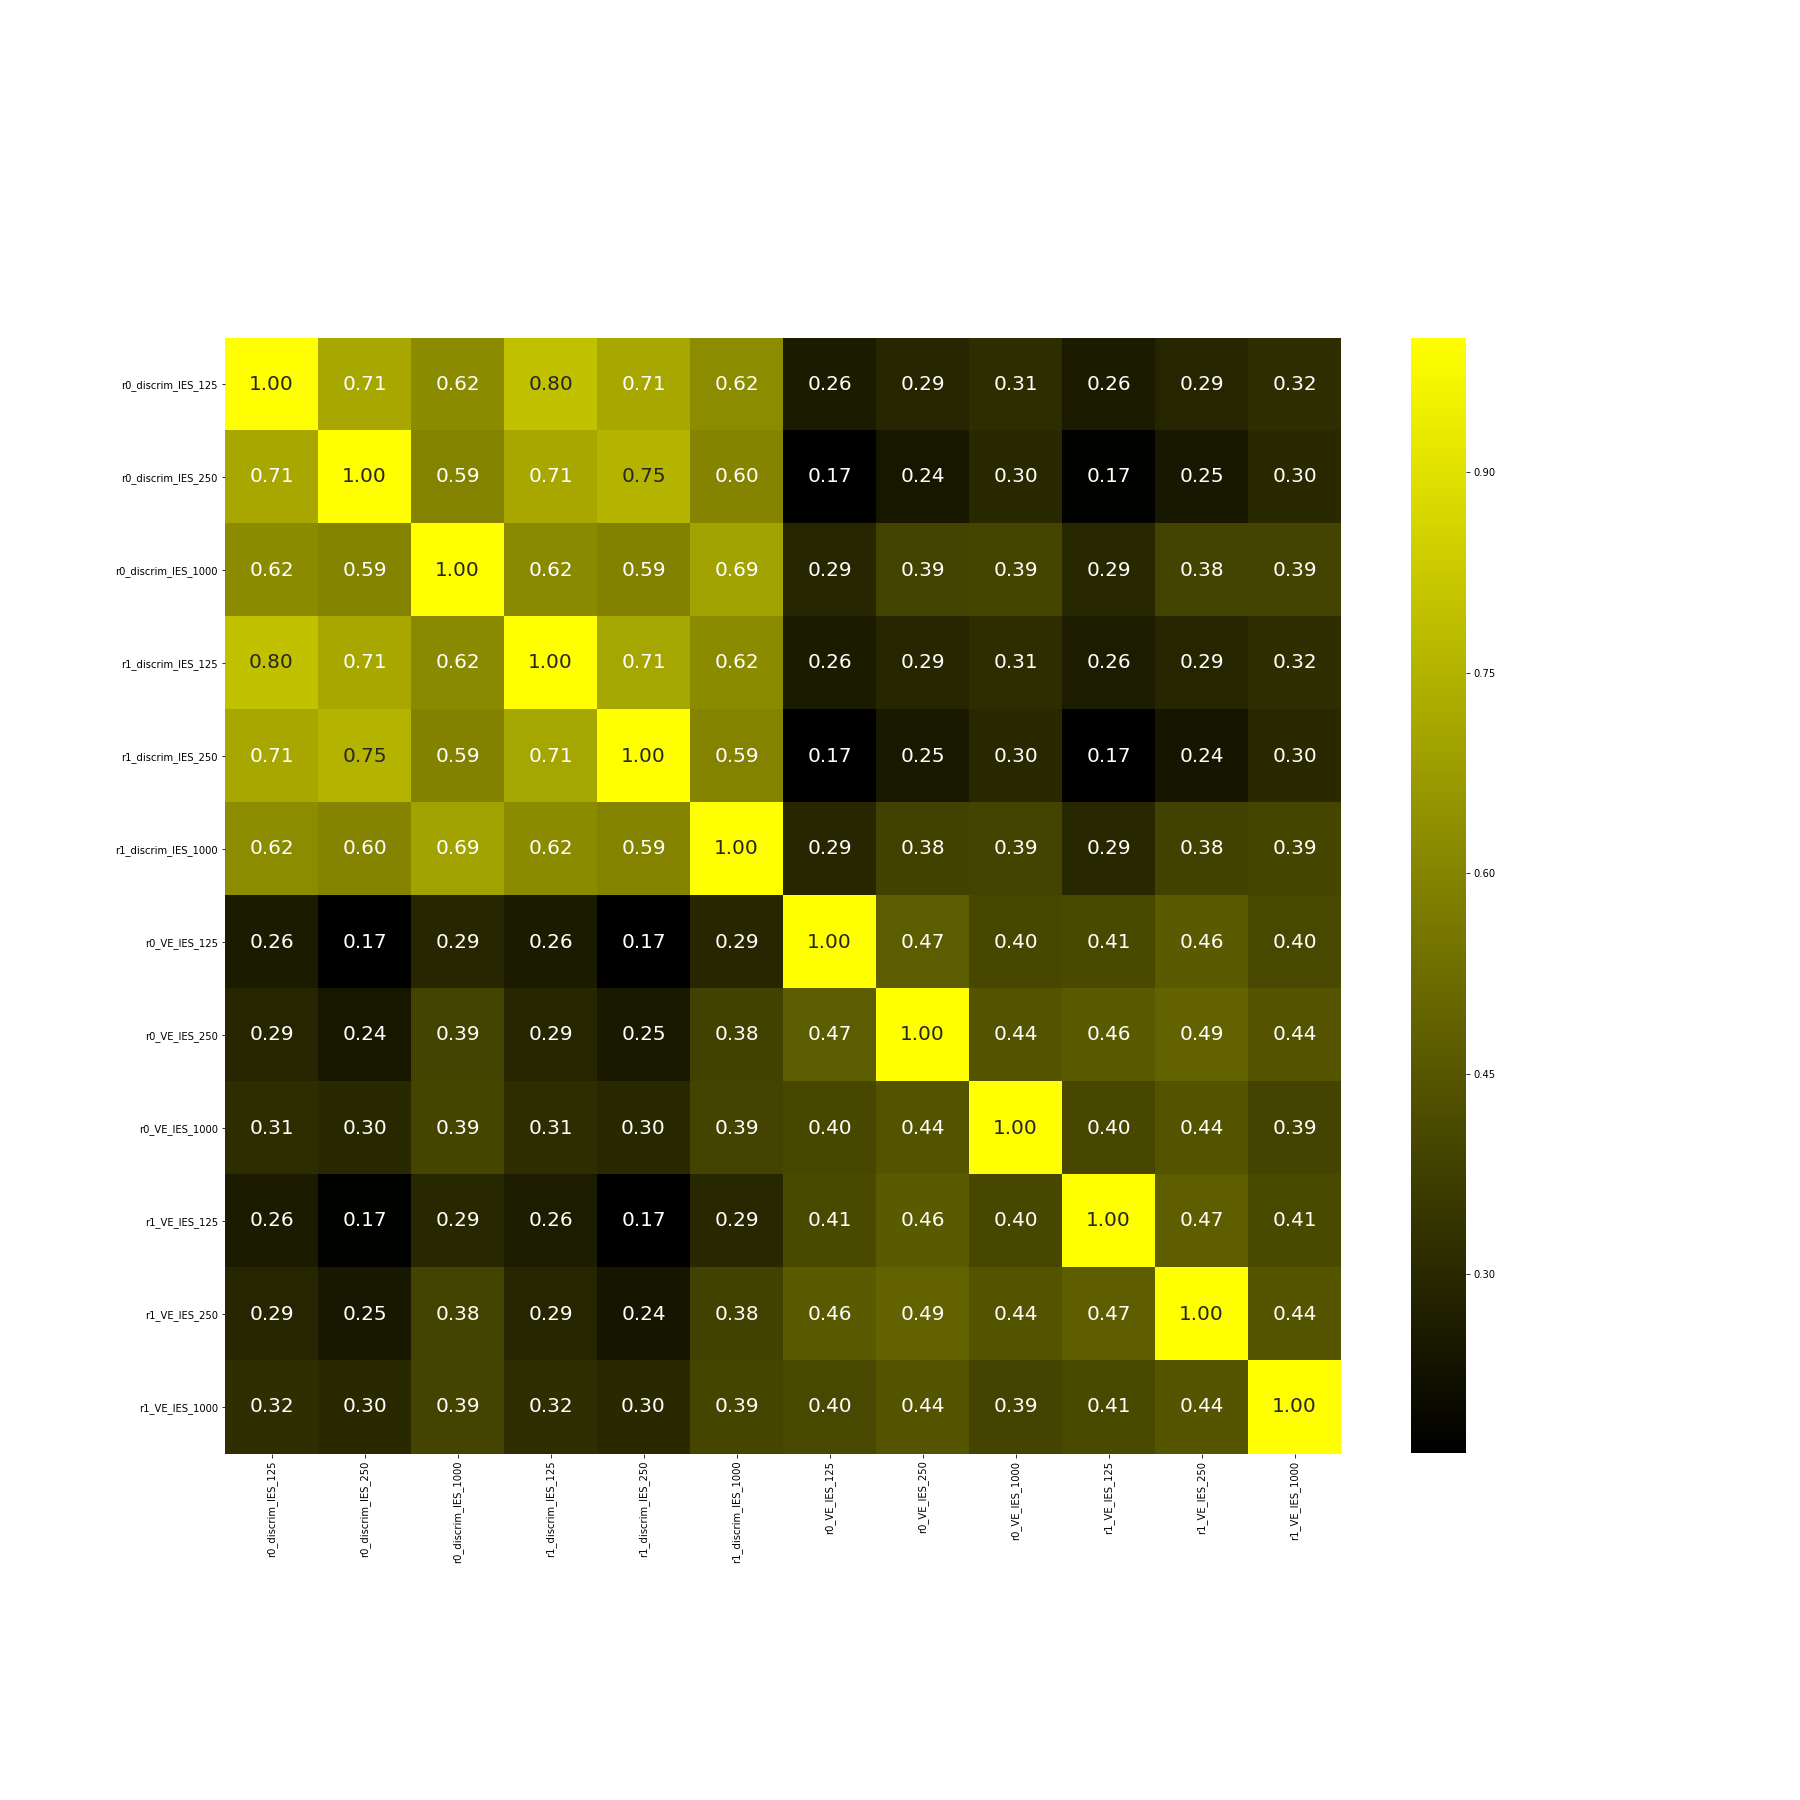 r0_discrim_IES_125 1.00 0.71 0.62 0.80 0.71 0.62 0.26 0.29 0.31 0.26 0.29 0.32
r0_discrim_IES_250 0.71 1.00 0.59 0.71 0.75 0.60 0.17 0.24 0.30 0.17 0.25 0.30
r0_discrim_IES_1000 0.62 0.59 1.00 0.62 0.59 0.69 0.29 0.39 0.39 0.29 0.38 0.39
r1_discrim_IES_125 0.80 0.71 0.62 1.00 0.71 0.62 0.26 0.29 0.31 0.26 0.29 0.32
r1_discrim_IES_250 0.71 0.75 0.59 0.71 1.00 0.59 0.17 0.25 0.30 0.17 0.24 0.30
r1_discrim_IES_1000 0.62 0.60 0.69 0.62 0.59 1.00 0.29 0.38 0.39 0.29 0.38 0.39
r0_VE_IES_125 0.26 0.17 0.29 0.26 0.17 0.29 1.00 0.47 0.40 0.41 0.46 0.40
r0_VE_IES_250 0.29 0.24 0.39 0.29 0.25 0.38 0.47 1.00 0.44 0.46 0.49 0.44
r0_VE_IES_1000 0.31 0.30 0.39 0.31 0.30 0.39 0.40 0.44 1.00 0.40 0.44 0.39
r1_VE_IES_125 0.26 0.17 0.29 0.26 0.17 0.29 0.41 0.46 0.40 1.00 0.47 0.41
r1_VE_IES_250 0.29 0.25 0.38 0.29 0.24 0.38 0.46 0.49 0.44 0.47 1.00 0.44
r1_VE_IES_1000 0.32 0.30 0.39 0.32 0.30 0.39 0.40 0.44 0.39 0.41 0.44 1.00
r0_discrim_IES_125
r0_discrim_IES_250
r0_discrim_IES_1000
r1_discrim_IES_125
r1_discrim_IES_250
r1_discrim_IES_1000
r0_VE_IES_125
r0_VE_IES_250
r0_VE_IES_1000
r1_VE_IES_125
r1_VE_IES_250
r1_VE_IES_1000
0.90
0.75
0.60
0.45
0.30